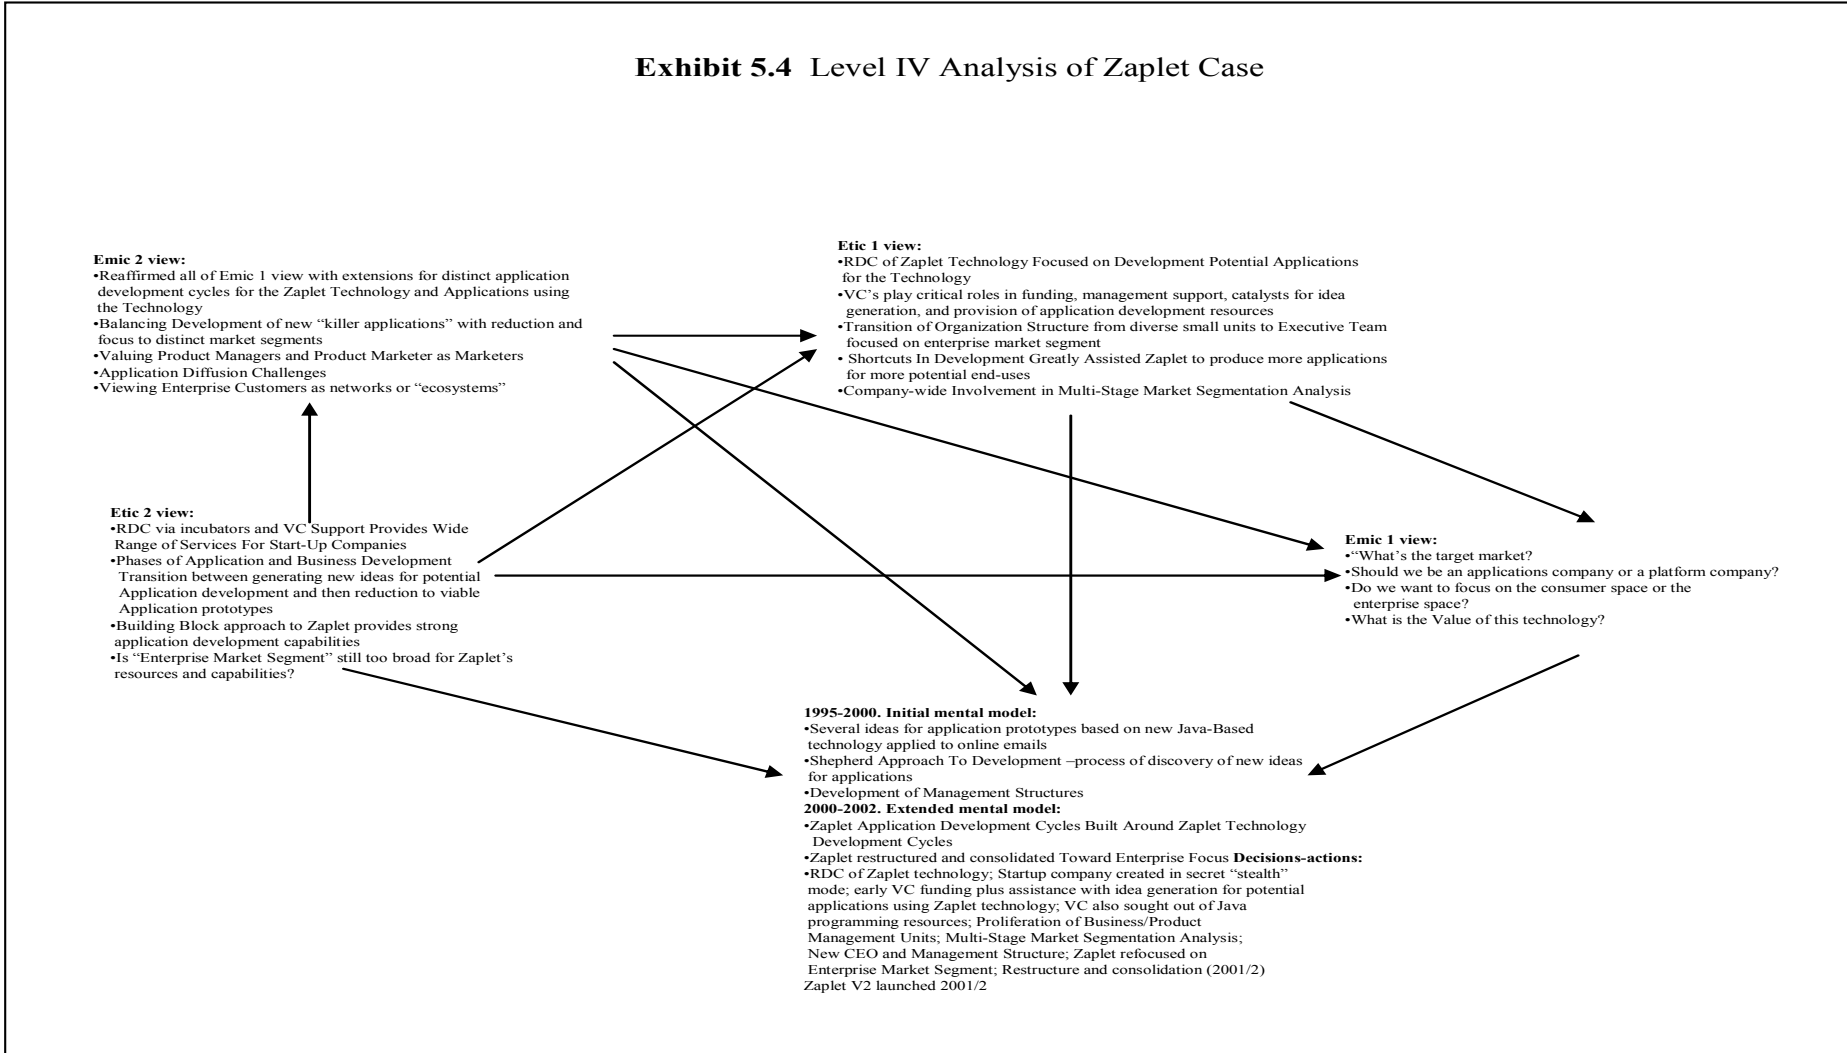 Exhibit 5.4 Level IV Analysis of Zaplet Case
Emic 2 view:
•Reaffirmed all of Emic 1 view with extensions for distinct application
development cycles for the Zaplet Technology and Applications using
the Technology
•Balancing Development of new “killer applications” with reduction and
focus to distinct market segments
•Valuing Product Managers and Product Marketer as Marketers
•Application Diffusion Challenges
•Viewing Enterprise Customers as networks or “ecosystems”
Etic 1 view:
•RDC of Zaplet Technology Focused on Development Potential Applications
for the Technology
•VC’s play critical roles in funding, management support, catalysts for idea
generation, and provision of application development resources
•Transition of Organization Structure from diverse small units to Executive Team
focused on enterprise market segment
• Shortcuts In Development Greatly Assisted Zaplet to produce more applications
for more potential end-uses
•Company-wide Involvement in Multi-Stage Market Segmentation Analysis
Etic 2 view:
•RDC via incubators and VC Support Provides Wide
Range of Services For Start-Up Companies
•Phases of Application and Business Development
Transition between generating new ideas for potential
Application development and then reduction to viable
Application prototypes
•Building Block approach to Zaplet provides strong
application development capabilities
•Is “Enterprise Market Segment” still too broad for Zaplet’s
resources and capabilities?
Emic 1 view:
•“What’s the target market?
•Should we be an applications company or a platform company?
•Do we want to focus on the consumer space or the
enterprise space?
•What is the Value of this technology?
1995-2000. Initial mental model:
•Several ideas for application prototypes based on new Java-Based
technology applied to online emails
•Shepherd Approach To Development –process of discovery of new ideas
for applications
•Development of Management Structures
2000-2002. Extended mental model:
•Zaplet Application Development Cycles Built Around Zaplet Technology
Development Cycles
•Zaplet restructured and consolidated Toward Enterprise Focus Decisions-actions:
•RDC of Zaplet technology; Startup company created in secret “stealth”
mode; early VC funding plus assistance with idea generation for potential
applications using Zaplet technology; VC also sought out of Java
programming resources; Proliferation of Business/Product
Management Units; Multi-Stage Market Segmentation Analysis;
New CEO and Management Structure; Zaplet refocused on
Enterprise Market Segment; Restructure and consolidation (2001/2)
Zaplet V2 launched 2001/2